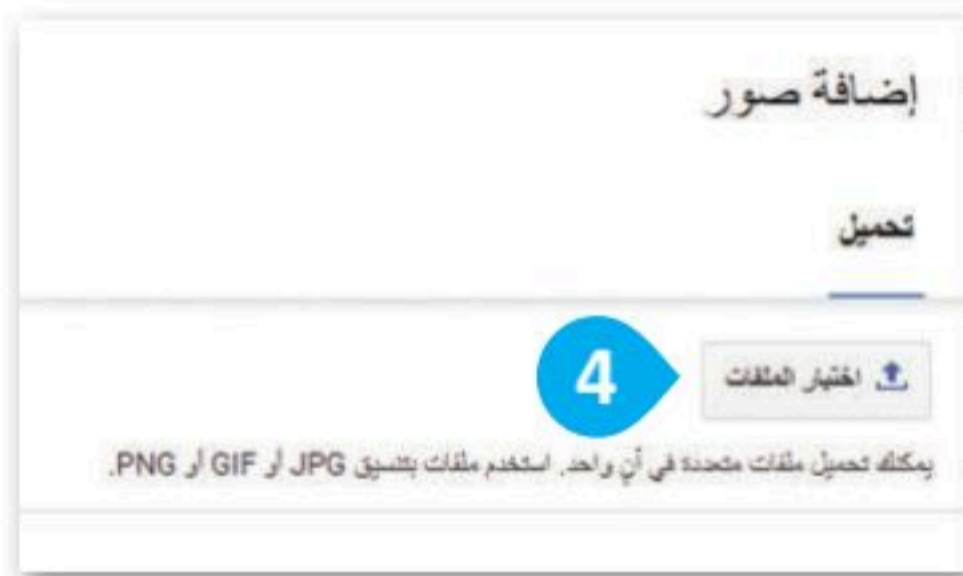 إضافة صور
تحميل
4
اختيار الملفات
يمكنك تحميل ملفات متعددة في آنٍ واحد. استخدم ملفات بتنسيق JPG أو GIF أو PNG.